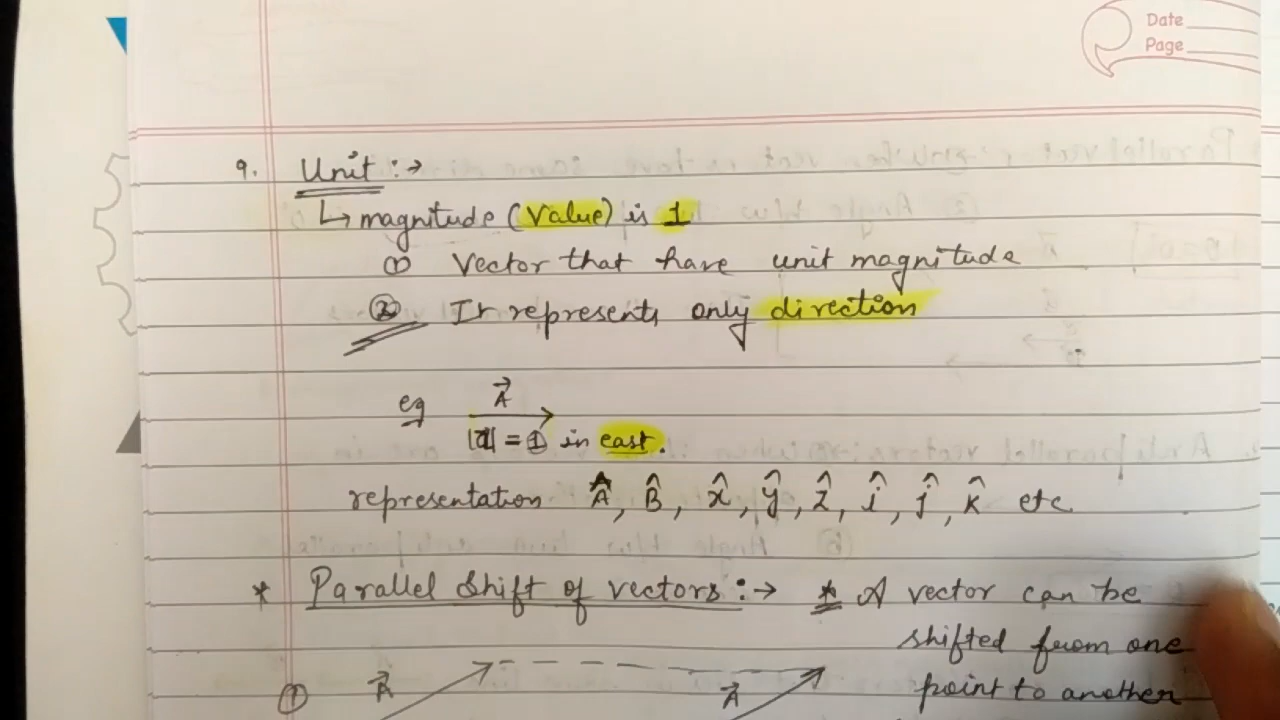 Date
Page
9. Unit :→
↳ magnitude (value) is 1
① Vector that have unit magnitude
② It represents only direction
eg A⃗
|a⃗| = ① in east.
representation Â, B̂, x̂, ŷ, ẑ, î, ĵ, k̂ etc
* Parallel shift of vectors :→ * A vector can be
shifted from one
① A⃗ A⃗ point to another